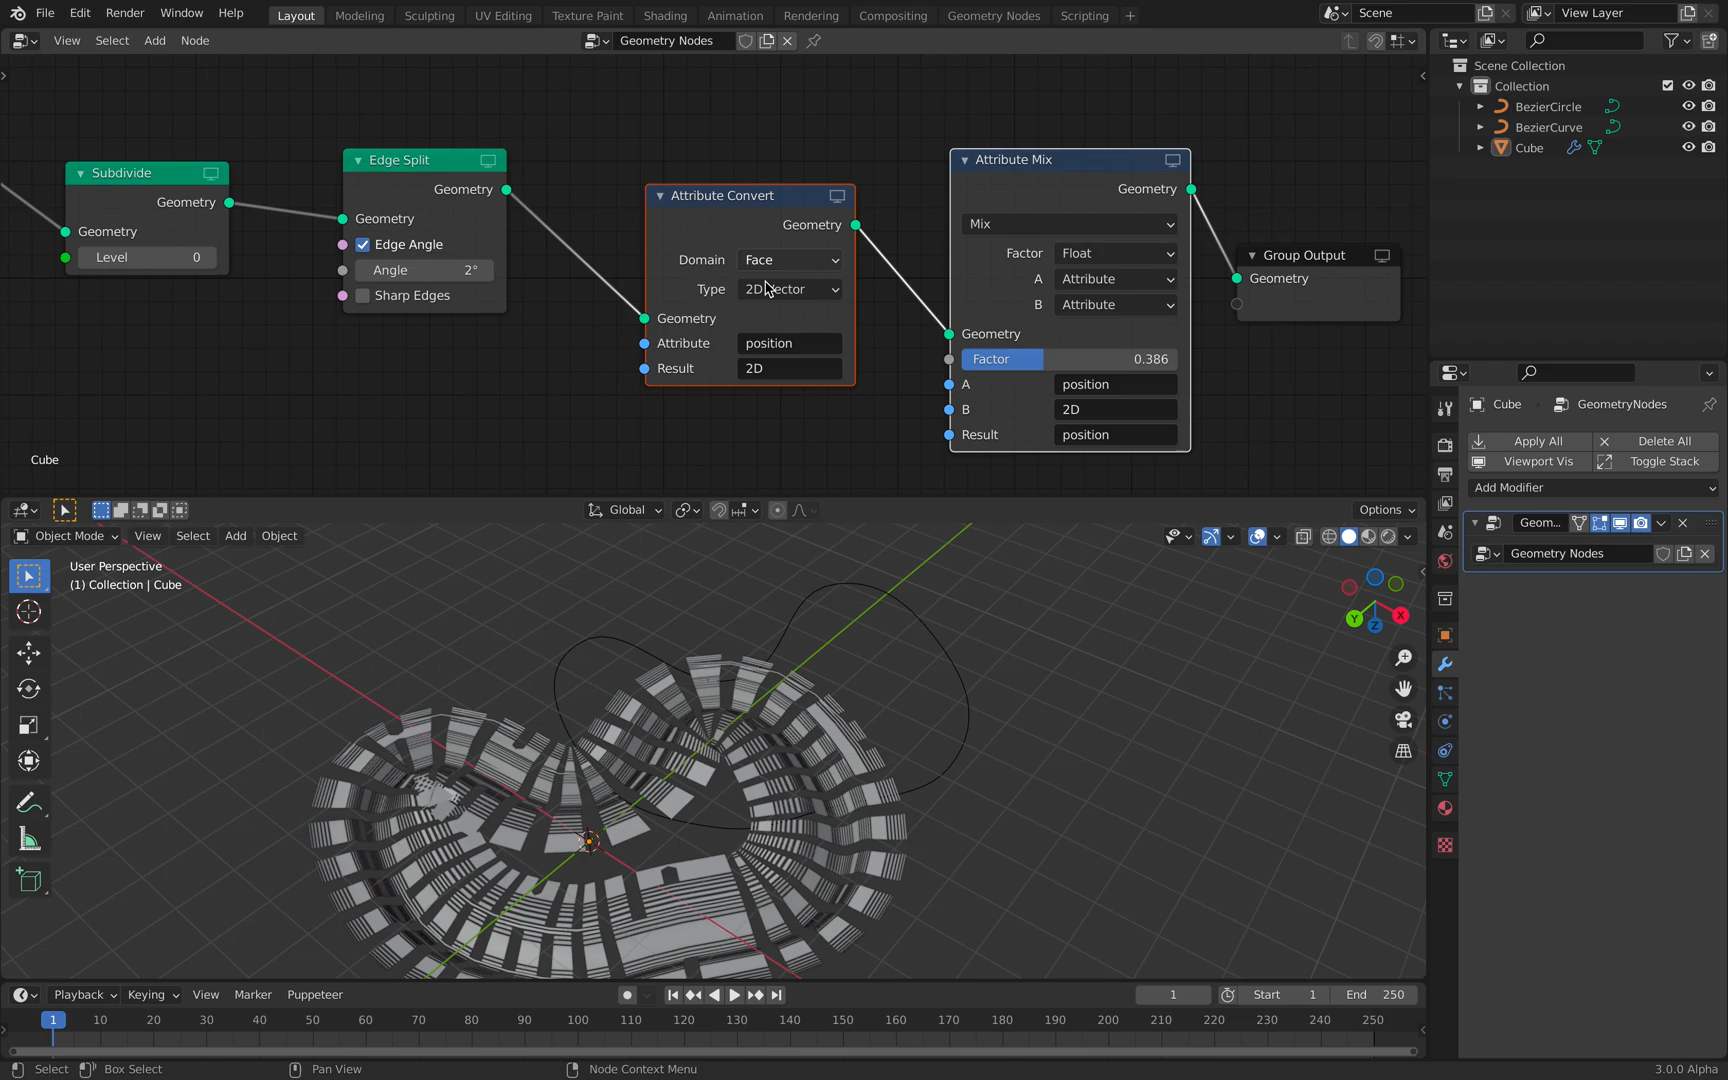 File Edit Render Window Help Layout Modeling Sculpting UV Editing Texture Paint Shading Animation Rendering Compositing Geometry Nodes Scripting + Scene View Layer
View Select Add Node Geometry Nodes
Scene Collection
Collection
BezierCircle
BezierCurve
Cube
Subdivide
Geometry
Geometry
Level 0
Edge Split
Geometry
Geometry
Edge Angle
Angle 2°
Sharp Edges
Attribute Convert
Geometry
Domain Face
Type 2D
Geometry
Attribute position
Result 2D
Attribute Mix
Geometry
Mix
Factor Float
A Attribute
B Attribute
Geometry
Factor 0.386
A position
B 2D
Result position
Group Output
Geometry
Cube
Cube GeometryNodes
Apply All Delete All
Viewport Vis Toggle Stack
Add Modifier
Geom...
Geometry Nodes
Global Options
Object Mode View Select Add Object
User Perspective
(1) Collection | Cube
Y X Z
Playback Keying View Marker Puppeteer 1 Start 1 End 250
1 10 20 30 40 50 60 70 80 90 100 110 120 130 140 150 160 170 180 190 200 210 220 230 240 250
Select Box Select Pan View Node Context Menu 3.0.0 Alpha